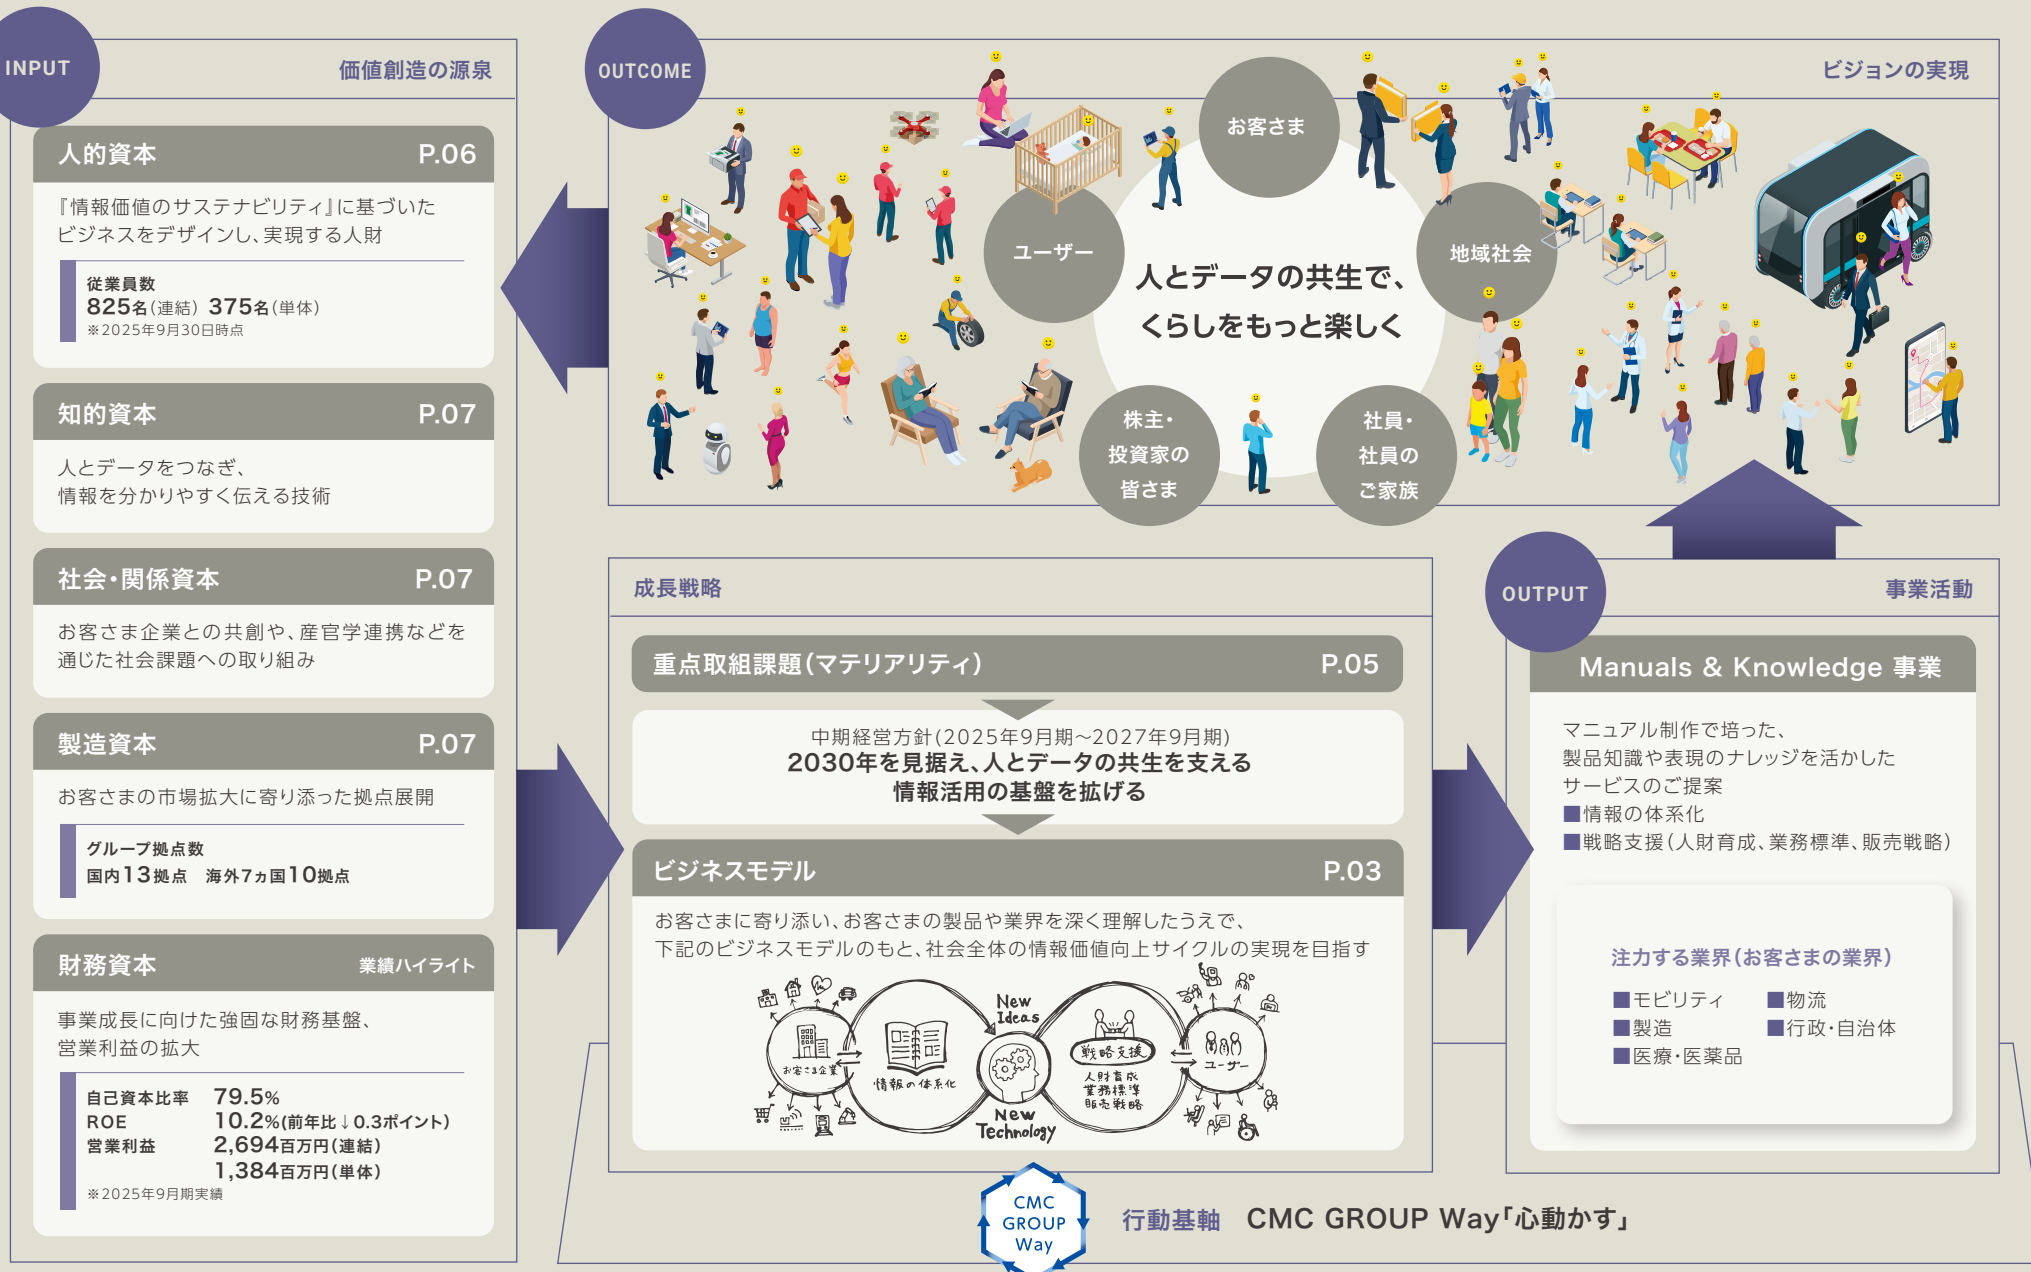 INPUT
価値創造の源泉
人的資本 P.06
『情報価値のサステナビリティ』に基づいた
ビジネスをデザインし、実現する人財
従業員数
825名(連結) 375名(単体)
※2025年9月30日時点
知的資本 P.07
人とデータをつなぎ、
情報を分かりやすく伝える技術
社会・関係資本 P.07
お客さま企業との共創や、産官学連携などを
通じた社会課題への取り組み
製造資本 P.07
お客さまの市場拡大に寄り添った拠点展開
グループ拠点数
国内13拠点 海外7ヵ国10拠点
財務資本 業績ハイライト
事業成長に向けた強固な財務基盤、
営業利益の拡大
自己資本比率 79.5%
ROE 10.2%(前年比↓0.3ポイント)
営業利益 2,694百万円(連結)
1,384百万円(単体)
※2025年9月期実績
OUTCOME
ビジョンの実現
お客さま
ユーザー
地域社会
人とデータの共生で、
くらしをもっと楽しく
株主・
投資家の
皆さま
社員・
社員の
ご家族
成長戦略
重点取組課題(マテリアリティ) P.05
中期経営方針(2025年9月期~2027年9月期)
2030年を見据え、人とデータの共生を支える
情報活用の基盤を拡げる
ビジネスモデル P.03
お客さまに寄り添い、お客さまの製品や業界を深く理解したうえで、
下記のビジネスモデルのもと、社会全体の情報価値向上サイクルの実現を目指す
お客さま企業
情報の体系化
New
Ideas
New
Technology
戦略支援
人財育成
業務標準
販売戦略
ユーザー
OUTPUT
事業活動
Manuals & Knowledge 事業
マニュアル制作で培った、
製品知識や表現のナレッジを活かした
サービスのご提案
■情報の体系化
■戦略支援(人財育成、業務標準、販売戦略)
注力する業界(お客さまの業界)
■モビリティ ■物流
■製造 ■行政・自治体
■医療・医薬品
CMC
GROUP
Way
行動基軸 CMC GROUP Way「心動かす」